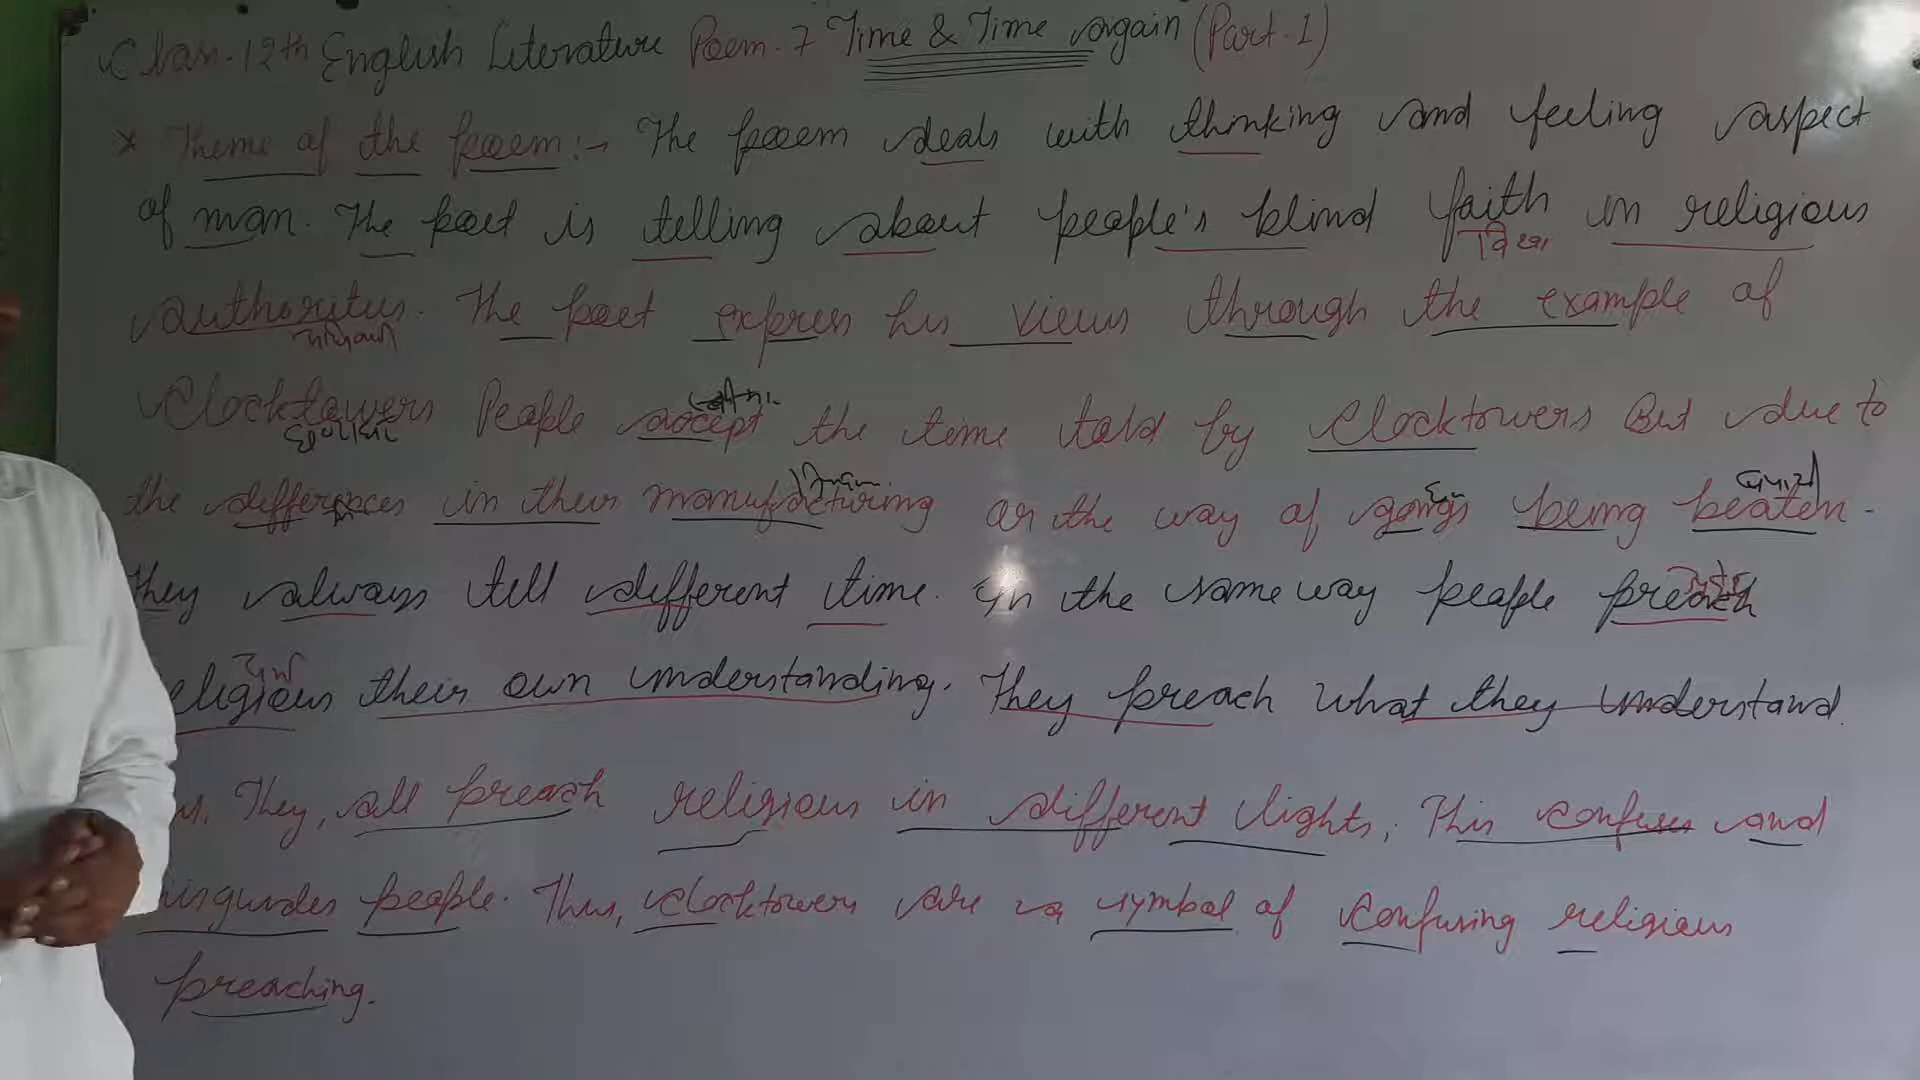 Class-12th English Literature Poem-7 Time & Time again (Part-1)
* Theme of the poem:- The poem deals with thinking and feeling aspect
of man. The poet is telling about people's blind faith in religious
authorities. The poet express his views through the example of
Clocktowers People accept the time told by Clocktowers But due to
the differences in their manufacturing or the way of gongs being beaten.
They always tell different time. In the same way people preach
religious their own understanding. They preach what they understand.
They, all preach religious in different lights, This confuses and
misguides people. Thus, clocktowers are a symbol of confusing religious
preaching.